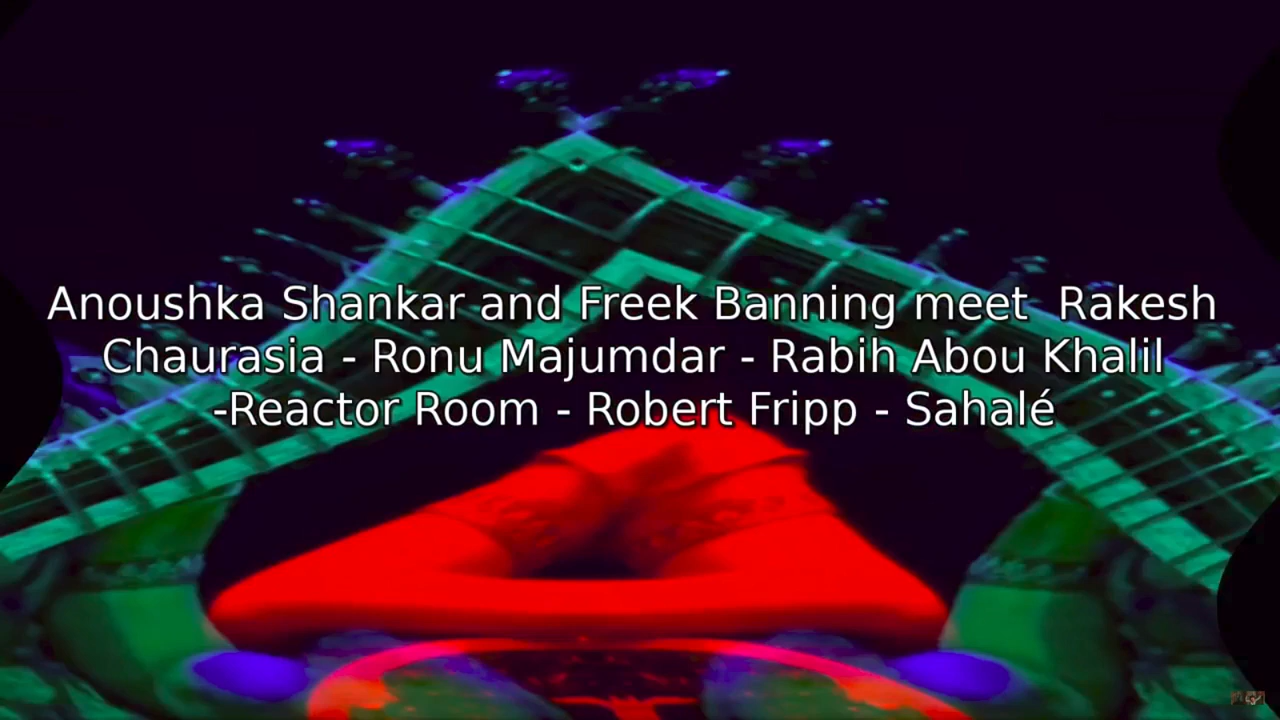 Anoushka Shankar and Freek Banning meet  Rakesh
Chaurasia - Ronu Majumdar - Rabih Abou Khalil
-Reactor Room - Robert Fripp - Sahalé